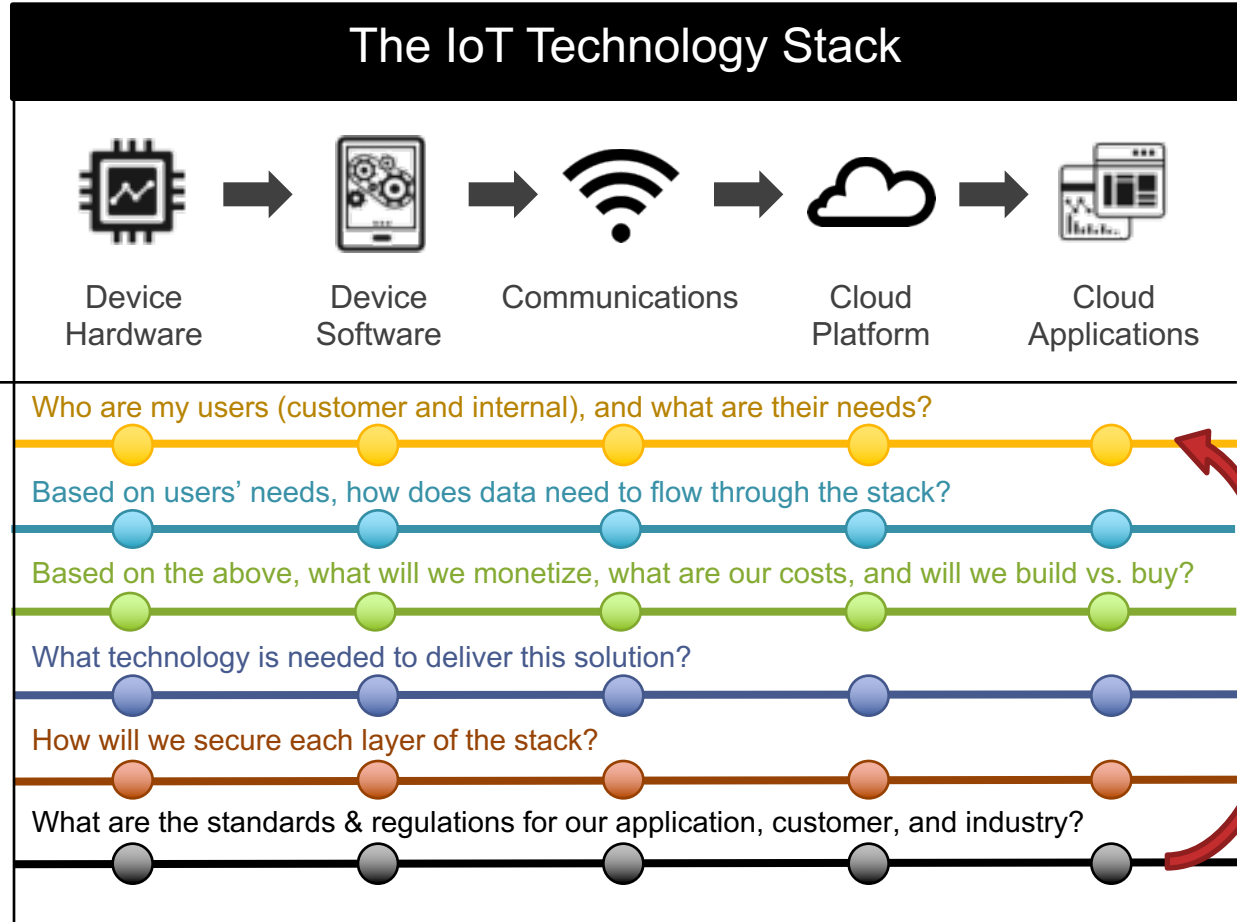 The IoT Technology Stack
Device
Hardware
Device
Software
Communications
Cloud
Platform
Cloud
Applications
Who are my users (customer and internal), and what are their needs?
Based on users’ needs, how does data need to flow through the stack?
Based on the above, what will we monetize, what are our costs, and will we build vs. buy?
What technology is needed to deliver this solution?
How will we secure each layer of the stack?
What are the standards & regulations for our application, customer, and industry?